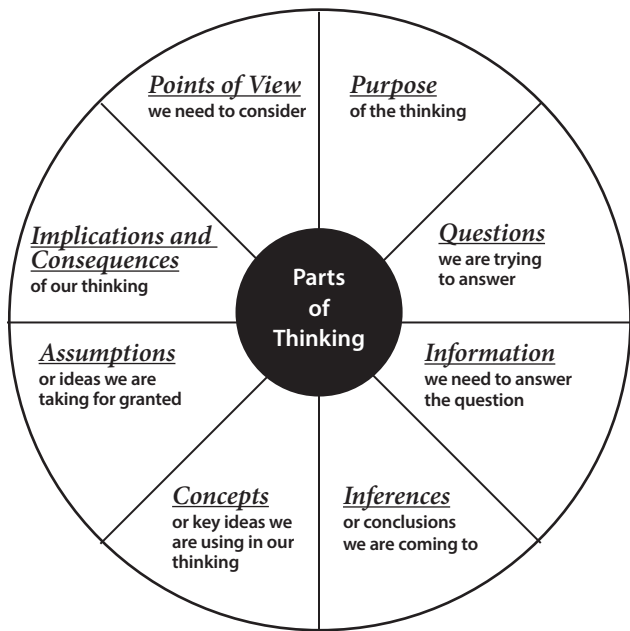 Points of View
we need to consider
Purpose
of the thinking
Questions
we are trying
to answer
Information
we need to answer
the question
Inferences
or conclusions
we are coming to
Concepts
or key ideas we
are using in our
thinking
Assumptions
or ideas we are
taking for granted
Implications and
Consequences
of our thinking
Parts
of
Thinking